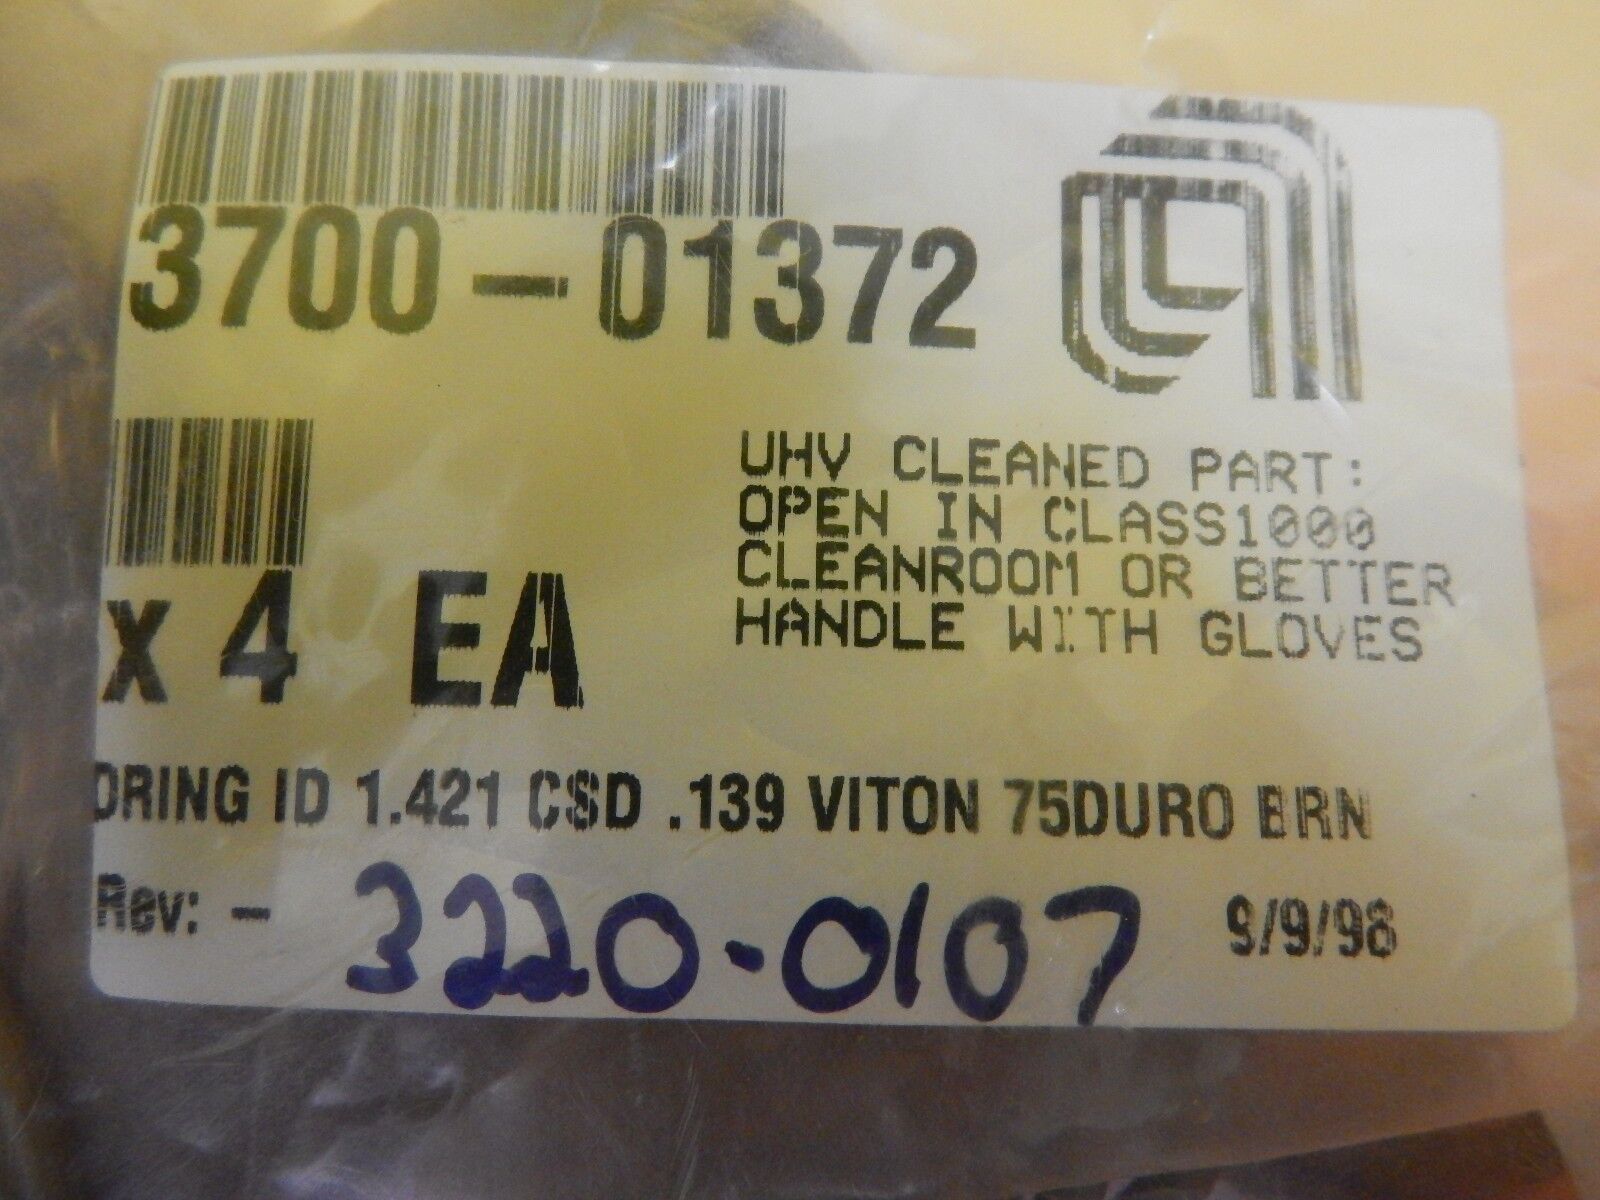 3700-01372
UHV CLEANED PART:
OPEN IN CLASS1000
CLEANROOM OR BETTER
HANDLE WITH GLOVES
x 4 EA
ORING ID 1.421 CSD .139 VITON 75DURO BRN
Rev: - 3220-0107 9/9/98